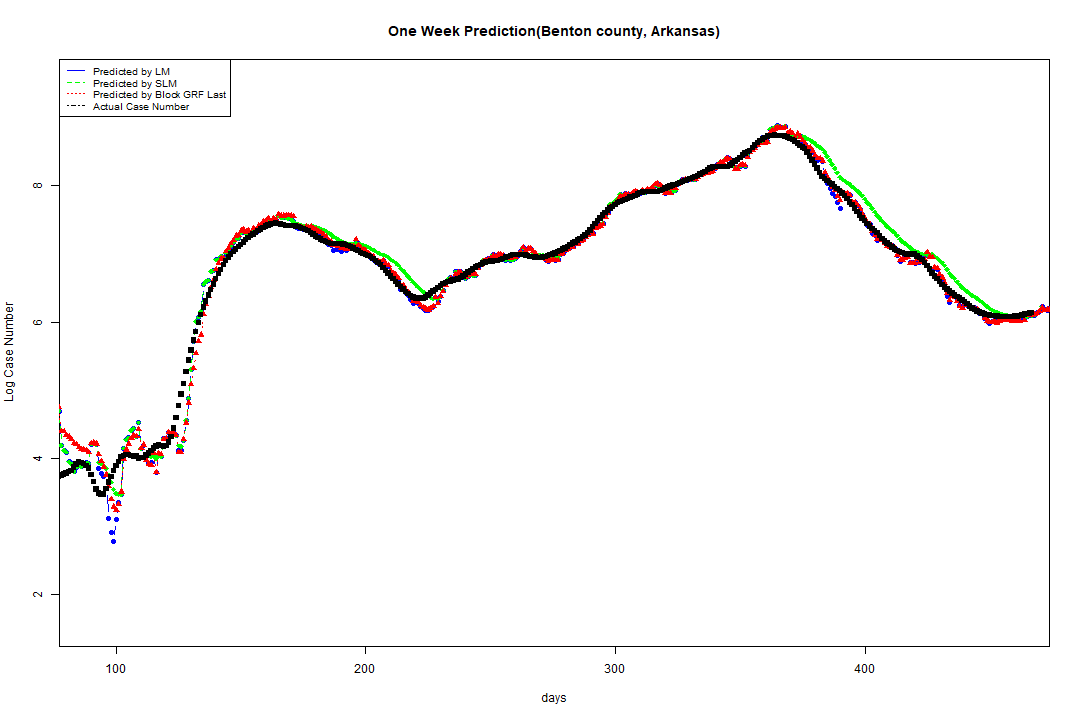 One Week Prediction(Benton county, Arkansas)
Predicted by LM
Predicted by SLM
Predicted by Block GRF Last
Actual Case Number
Log Case Number
8
6
4
2
100
200
300
400
days